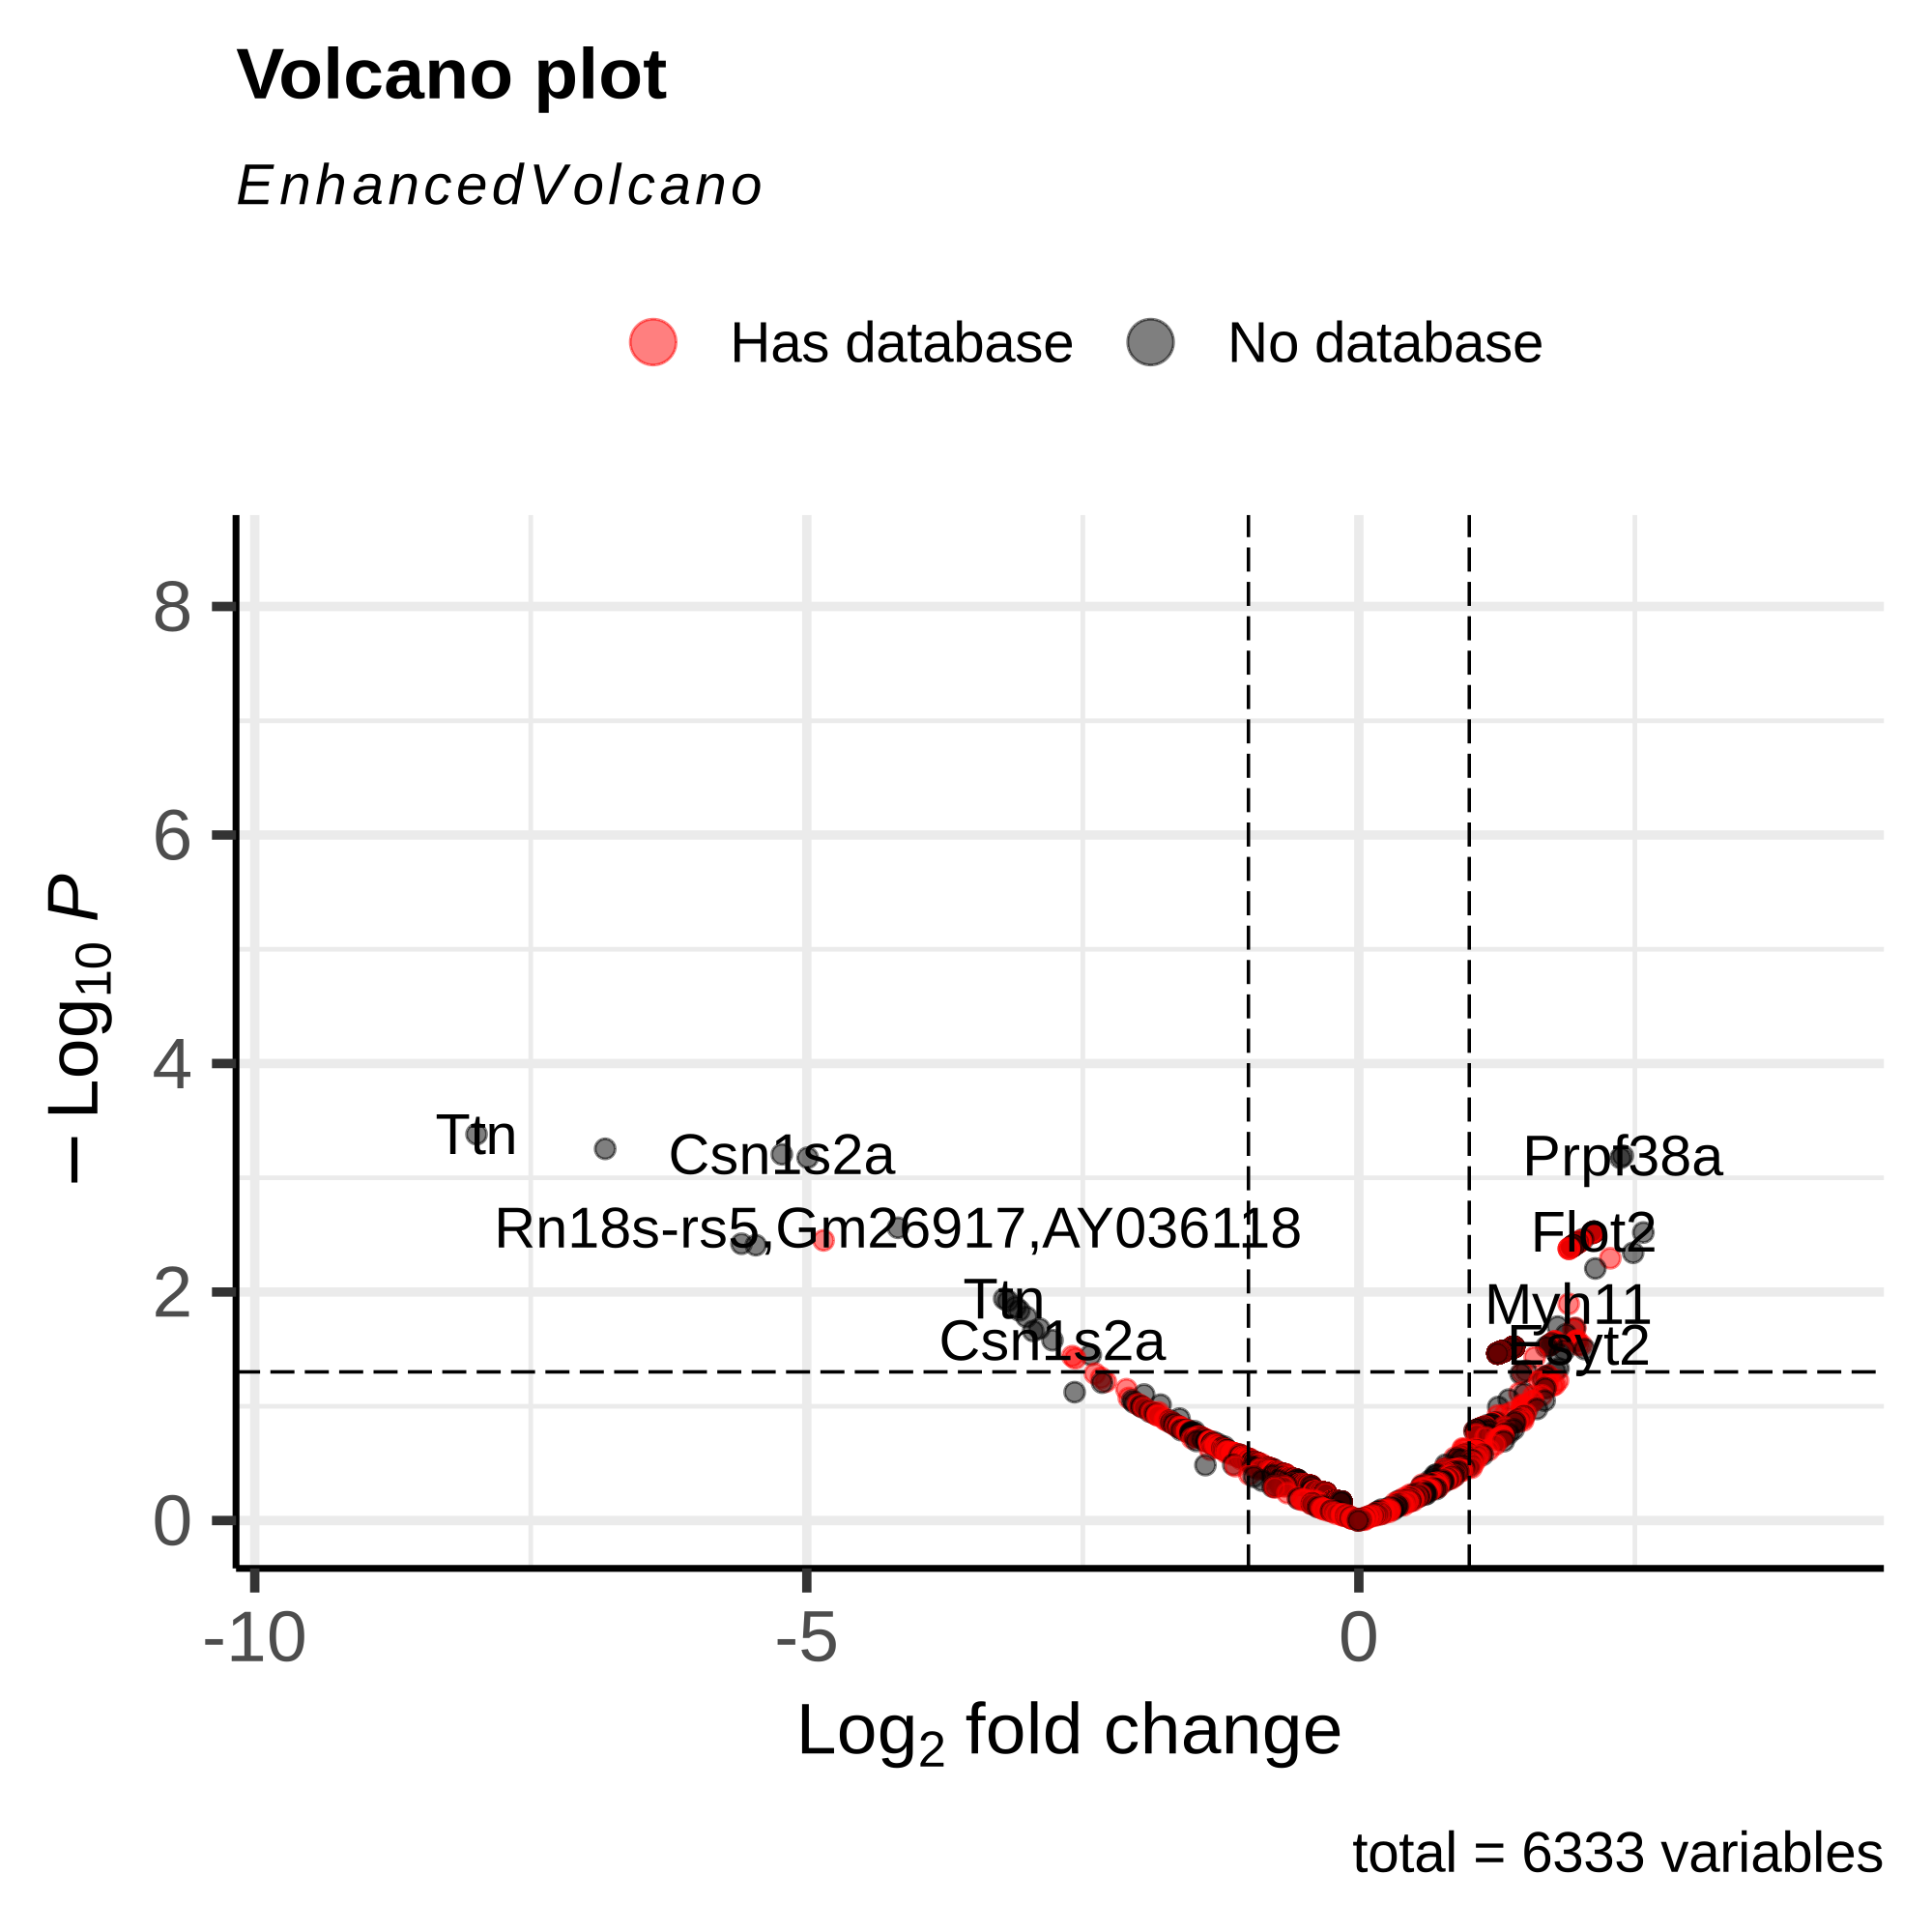 Volcano plot
EnhancedVolcano
Has database No database
8
6
4
2
0
− Log10 P
Ttn
Csn1s2a
Prpf38a
Rn18s-rs5,Gm26917,AY036118
Flot2
Ttn
Myh11
Csn1s2a
Esyt2
-10 -5 0
Log2 fold change
total = 6333 variables